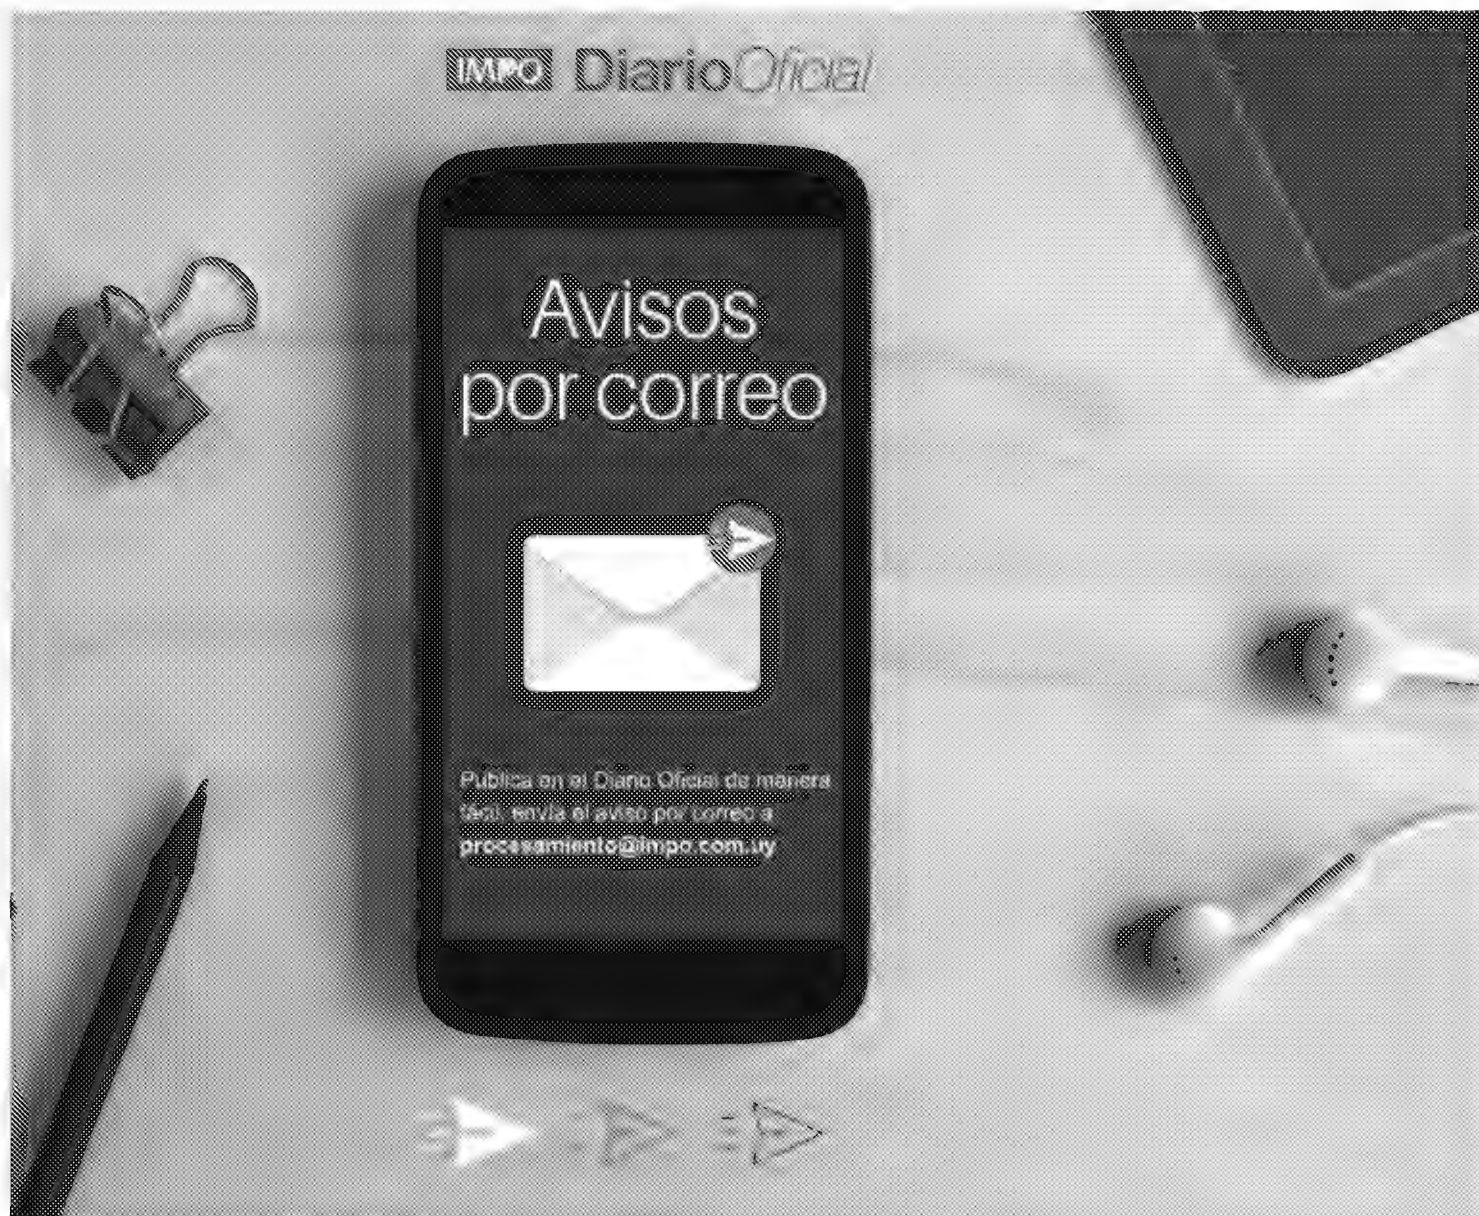 IMPO DiarioOficial
Avisos
por correo
Publica en el Diario Oficial de manera
fácil, envía el aviso por correo a
procesamiento@impo.com.uy